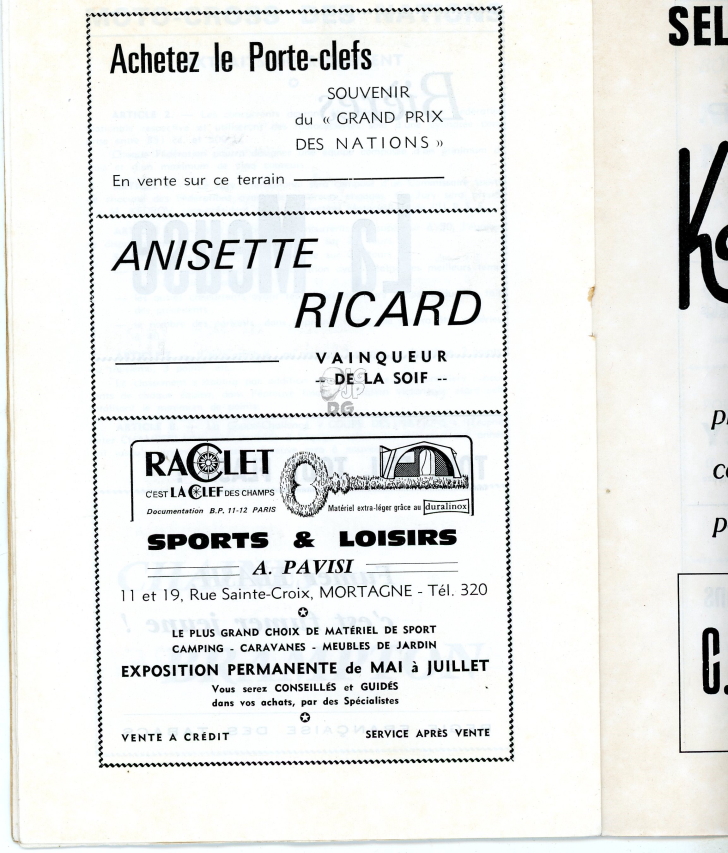 Achetez le Porte-clefs
SOUVENIR
du « GRAND PRIX
DES NATIONS »
En vente sur ce terrain
ANISETTE
RICARD
VAINQUEUR
-- DE LA SOIF --
JS
DG
RACLET
C'EST LA CLEF DES CHAMPS
Documentation B.P. 11-12 PARIS
Matériel extra-léger grâce au duralinox
SPORTS & LOISIRS
A. PAVISI
11 et 19, Rue Sainte-Croix, MORTAGNE - Tél. 320
LE PLUS GRAND CHOIX DE MATÉRIEL DE SPORT
CAMPING - CARAVANES - MEUBLES DE JARDIN
EXPOSITION PERMANENTE de MAI à JUILLET
Vous serez CONSEILLÉS et GUIDÉS
dans vos achats, par des Spécialistes
VENTE A CRÉDIT
SERVICE APRÈS VENTE
SEL
p
C.